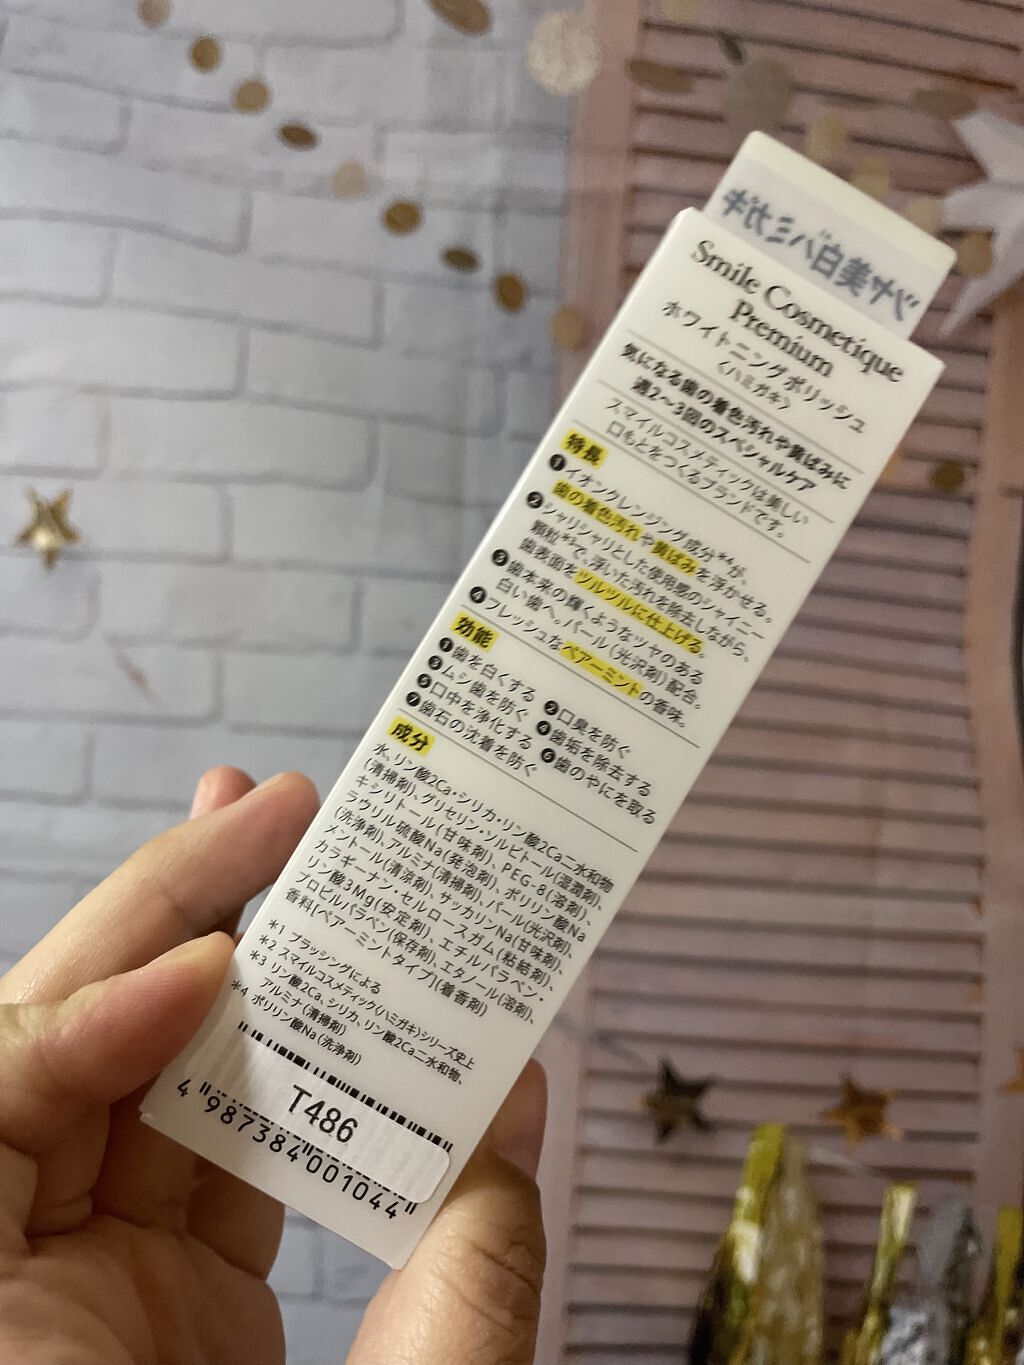 ツヤ美白ハミガキ
Smile Cosmetique
Premium
ホワイトニングポリッシュ
〈ハミガキ〉
気になる歯の着色汚れや黄ばみに
週2〜3回のスペシャルケア
スマイルコスメティックは美しい
口もとをつくるブランドです。
特長
❶イオンクレンジング成分*4が、
歯の着色汚れや黄ばみを浮かせる。
❷シャリシャリとした使用感のシャイニー
顆粒*3で、浮いた汚れを除去しながら、
歯表面をツルツルに仕上げる。
❸歯本来の輝くようなツヤのある
白い歯へ。パール(光沢剤)配合。
❹フレッシュなペアーミントの香味。
効能
❶歯を白くする ❷口臭を防ぐ
❸ムシ歯を防ぐ ❹歯垢を除去する
❺口中を浄化する ❻歯のやにを取る
❼歯石の沈着を防ぐ
成分
水、リン酸2Ca・シリカ・リン酸2Ca二水和物
(清掃剤)、グリセリン・ソルビトール(湿潤剤)、
キシリトール(甘味剤)、PEG-8(溶剤)、
ラウリル硫酸Na(発泡剤)、ポリリン酸Na
(洗浄剤)、アルミナ(清掃剤)、パール(光沢剤)、
メントール(清涼剤)、サッカリンNa(甘味剤)、
カラギーナン・セルロースガム(粘結剤)、
リン酸3Mg(安定剤)、エチルパラベン・
プロピルパラベン(保存剤)、エタノール(溶剤)、
香料[ペアーミントタイプ](着香剤)
*1 ブラッシングによる
*2 スマイルコスメティック〈ハミガキ〉シリーズ史上
*3 リン酸2Ca、シリカ、リン酸2Ca二水和物、
アルミナ(清掃剤)
*4 ポリリン酸Na(洗浄剤)
T486
4 987384 001044